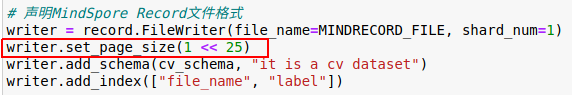 # 声明MindSpore Record文件格式
writer = record.FileWriter(file_name=MINDRECORD_FILE, shard_num=1)
writer.set_page_size(1 << 25)
writer.add_schema(cv_schema, "it is a cv dataset")
writer.add_index(["file_name", "label"])